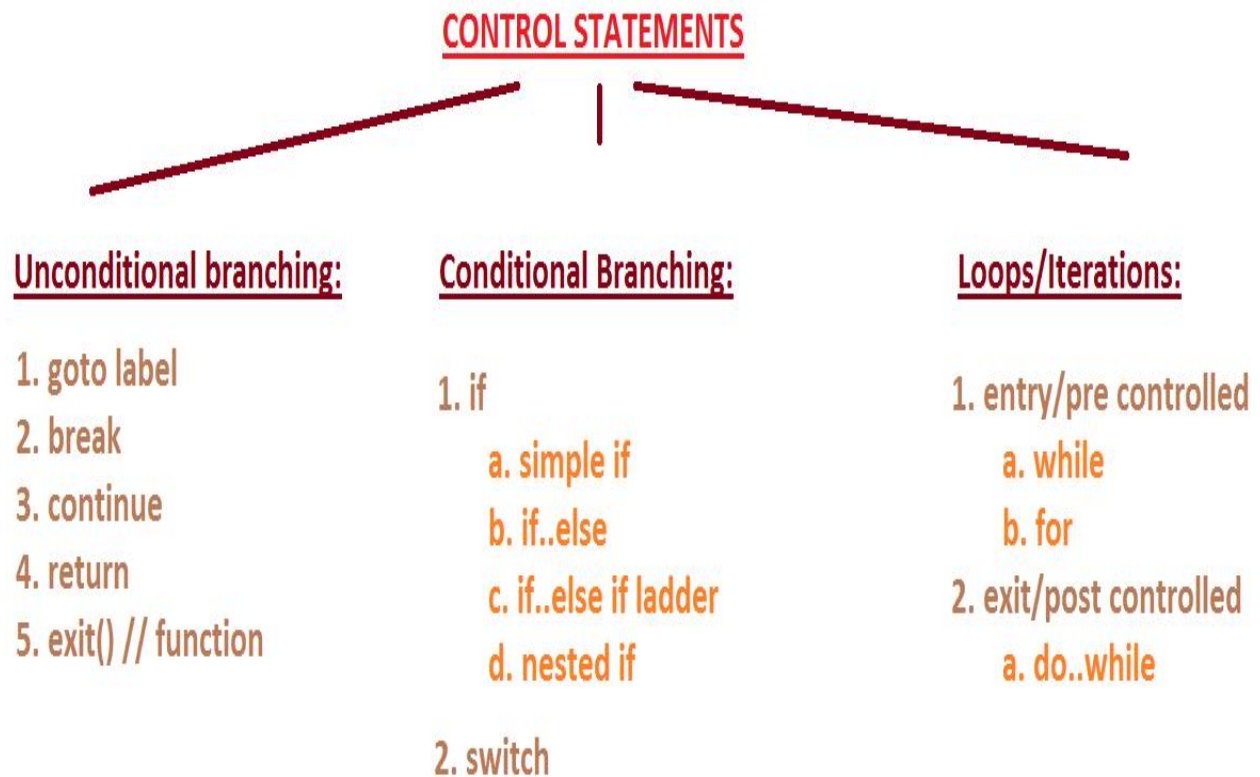 CONTROL STATEMENTS
Unconditional branching:
1. goto label
2. break
3. continue
4. return
5. exit() // function
Conditional Branching:
1. if
a. simple if
b. if..else
c. if..else if ladder
d. nested if
2. switch
Loops/Iterations:
1. entry/pre controlled
a. while
b. for
2. exit/post controlled
a. do..while